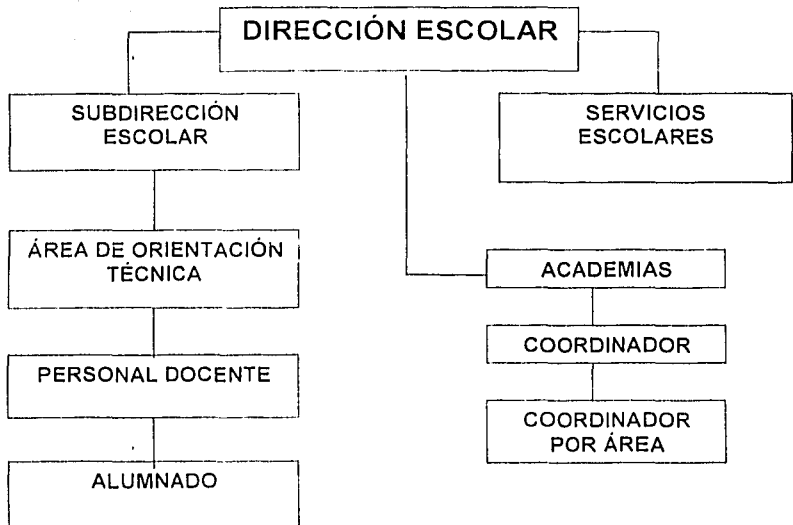 DIRECCIÓN ESCOLAR
SUBDIRECCIÓN
ESCOLAR
SERVICIOS
ESCOLARES
ÁREA DE ORIENTACIÓN
TÉCNICA
ACADEMIAS
COORDINADOR
PERSONAL DOCENTE
COORDINADOR
POR ÁREA
ALUMNADO